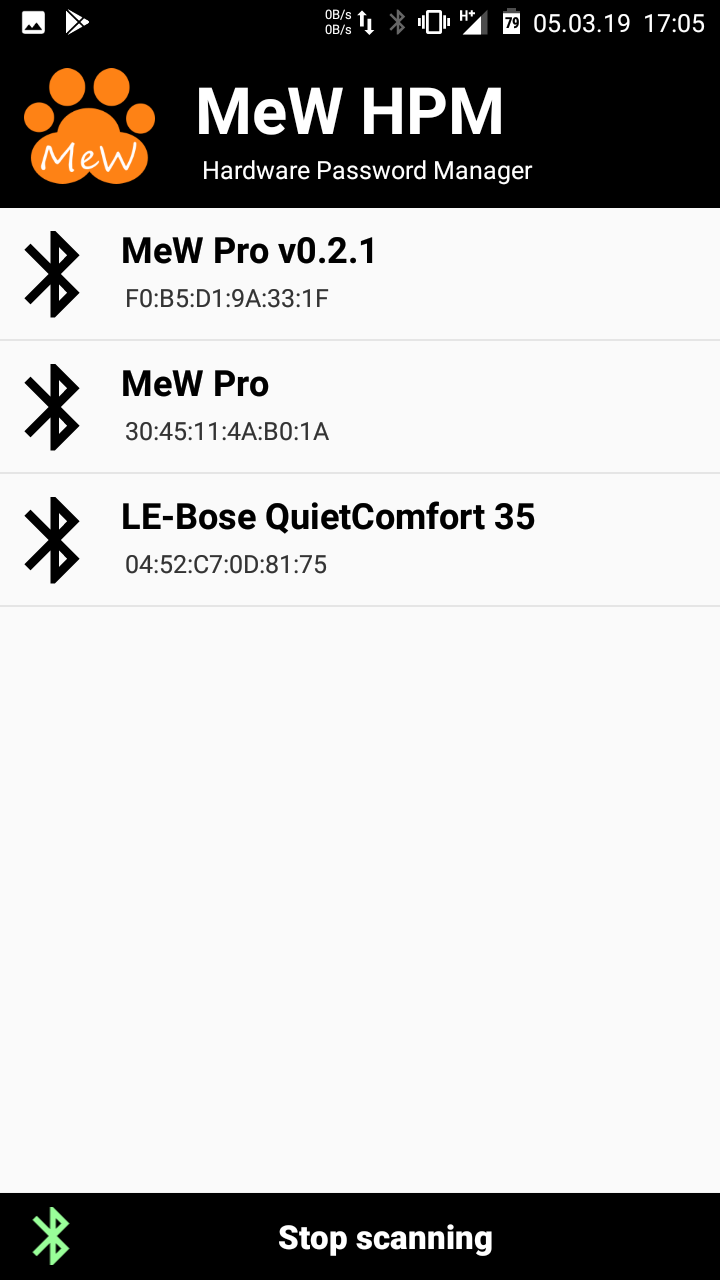 0B/s
0B/s
H+
79
05.03.19 17:05
MeW
MeW HPM
Hardware Password Manager
MeW Pro v0.2.1
F0:B5:D1:9A:33:1F
MeW Pro
30:45:11:4A:B0:1A
LE-Bose QuietComfort 35
04:52:C7:0D:81:75
Stop scanning